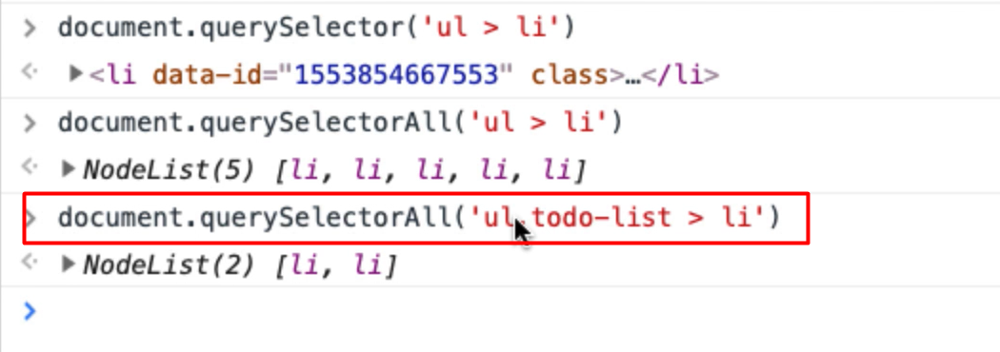 > document.querySelector('ul > li')
<li data-id="1553854667553" class>…</li>
> document.querySelectorAll('ul > li')
NodeList(5) [li, li, li, li, li]
> document.querySelectorAll('ul.todo-list > li')
NodeList(2) [li, li]
>